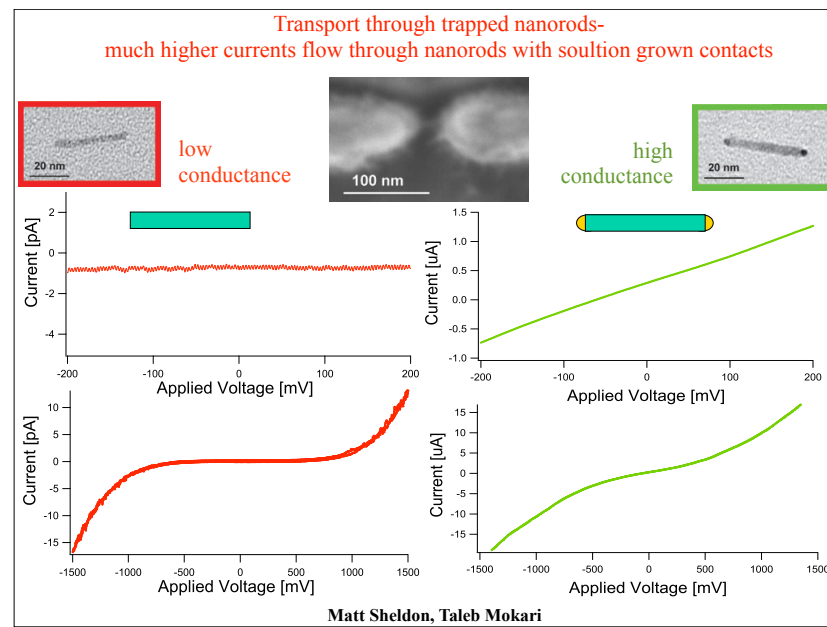 Transport through trapped nanorods-
much higher currents flow through nanorods with soultion grown contacts
20 nm
low
conductance
100 nm
high
conductance
20 nm
2
0
-2
-4
Current [pA]
-200
-100
0
100
200
Applied Voltage [mV]
1.5
1.0
0.5
0.0
-0.5
-1.0
Current [uA]
-200
-100
0
100
200
Applied Voltage [mV]
10
5
0
-5
-10
-15
Current [pA]
-1500
-1000
-500
0
500
1000
1500
Applied Voltage [mV]
15
10
5
0
-5
-10
-15
Current [uA]
-1500
-1000
-500
0
500
1000
1500
Applied Voltage [mV]
Matt Sheldon, Taleb Mokari